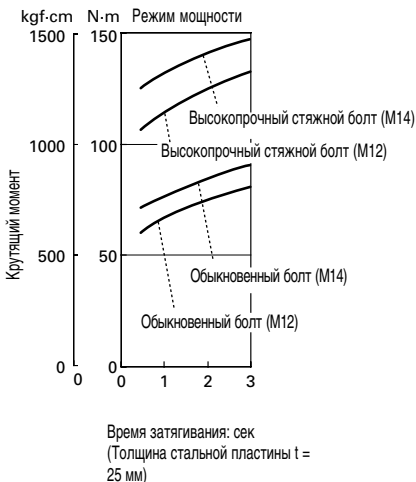 kgf·cm N·m Режим мощности
1500 150
Высокопрочный стяжной болт (M14)
1000 100
Высокопрочный стяжной болт (M12)
Крутящий момент
500 50
Обыкновенный болт (M14)
Обыкновенный болт (M12)
0 0
0 0 1 2 3
Время затягивания: сек
(Толщина стальной пластины t =
25 мм)